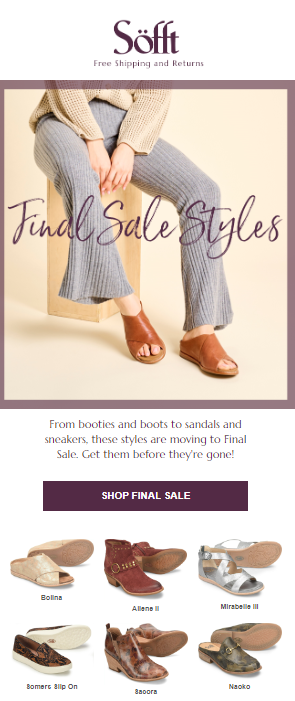 Söfft
Free Shipping and Returns
Final Sale Styles
From booties and boots to sandals and
sneakers, these styles are moving to Final
Sale. Get them before they're gone!
SHOP FINAL SALE
Bolina
Allene II
Mirabelle III
Somers Slip On
Saoora
Naoko